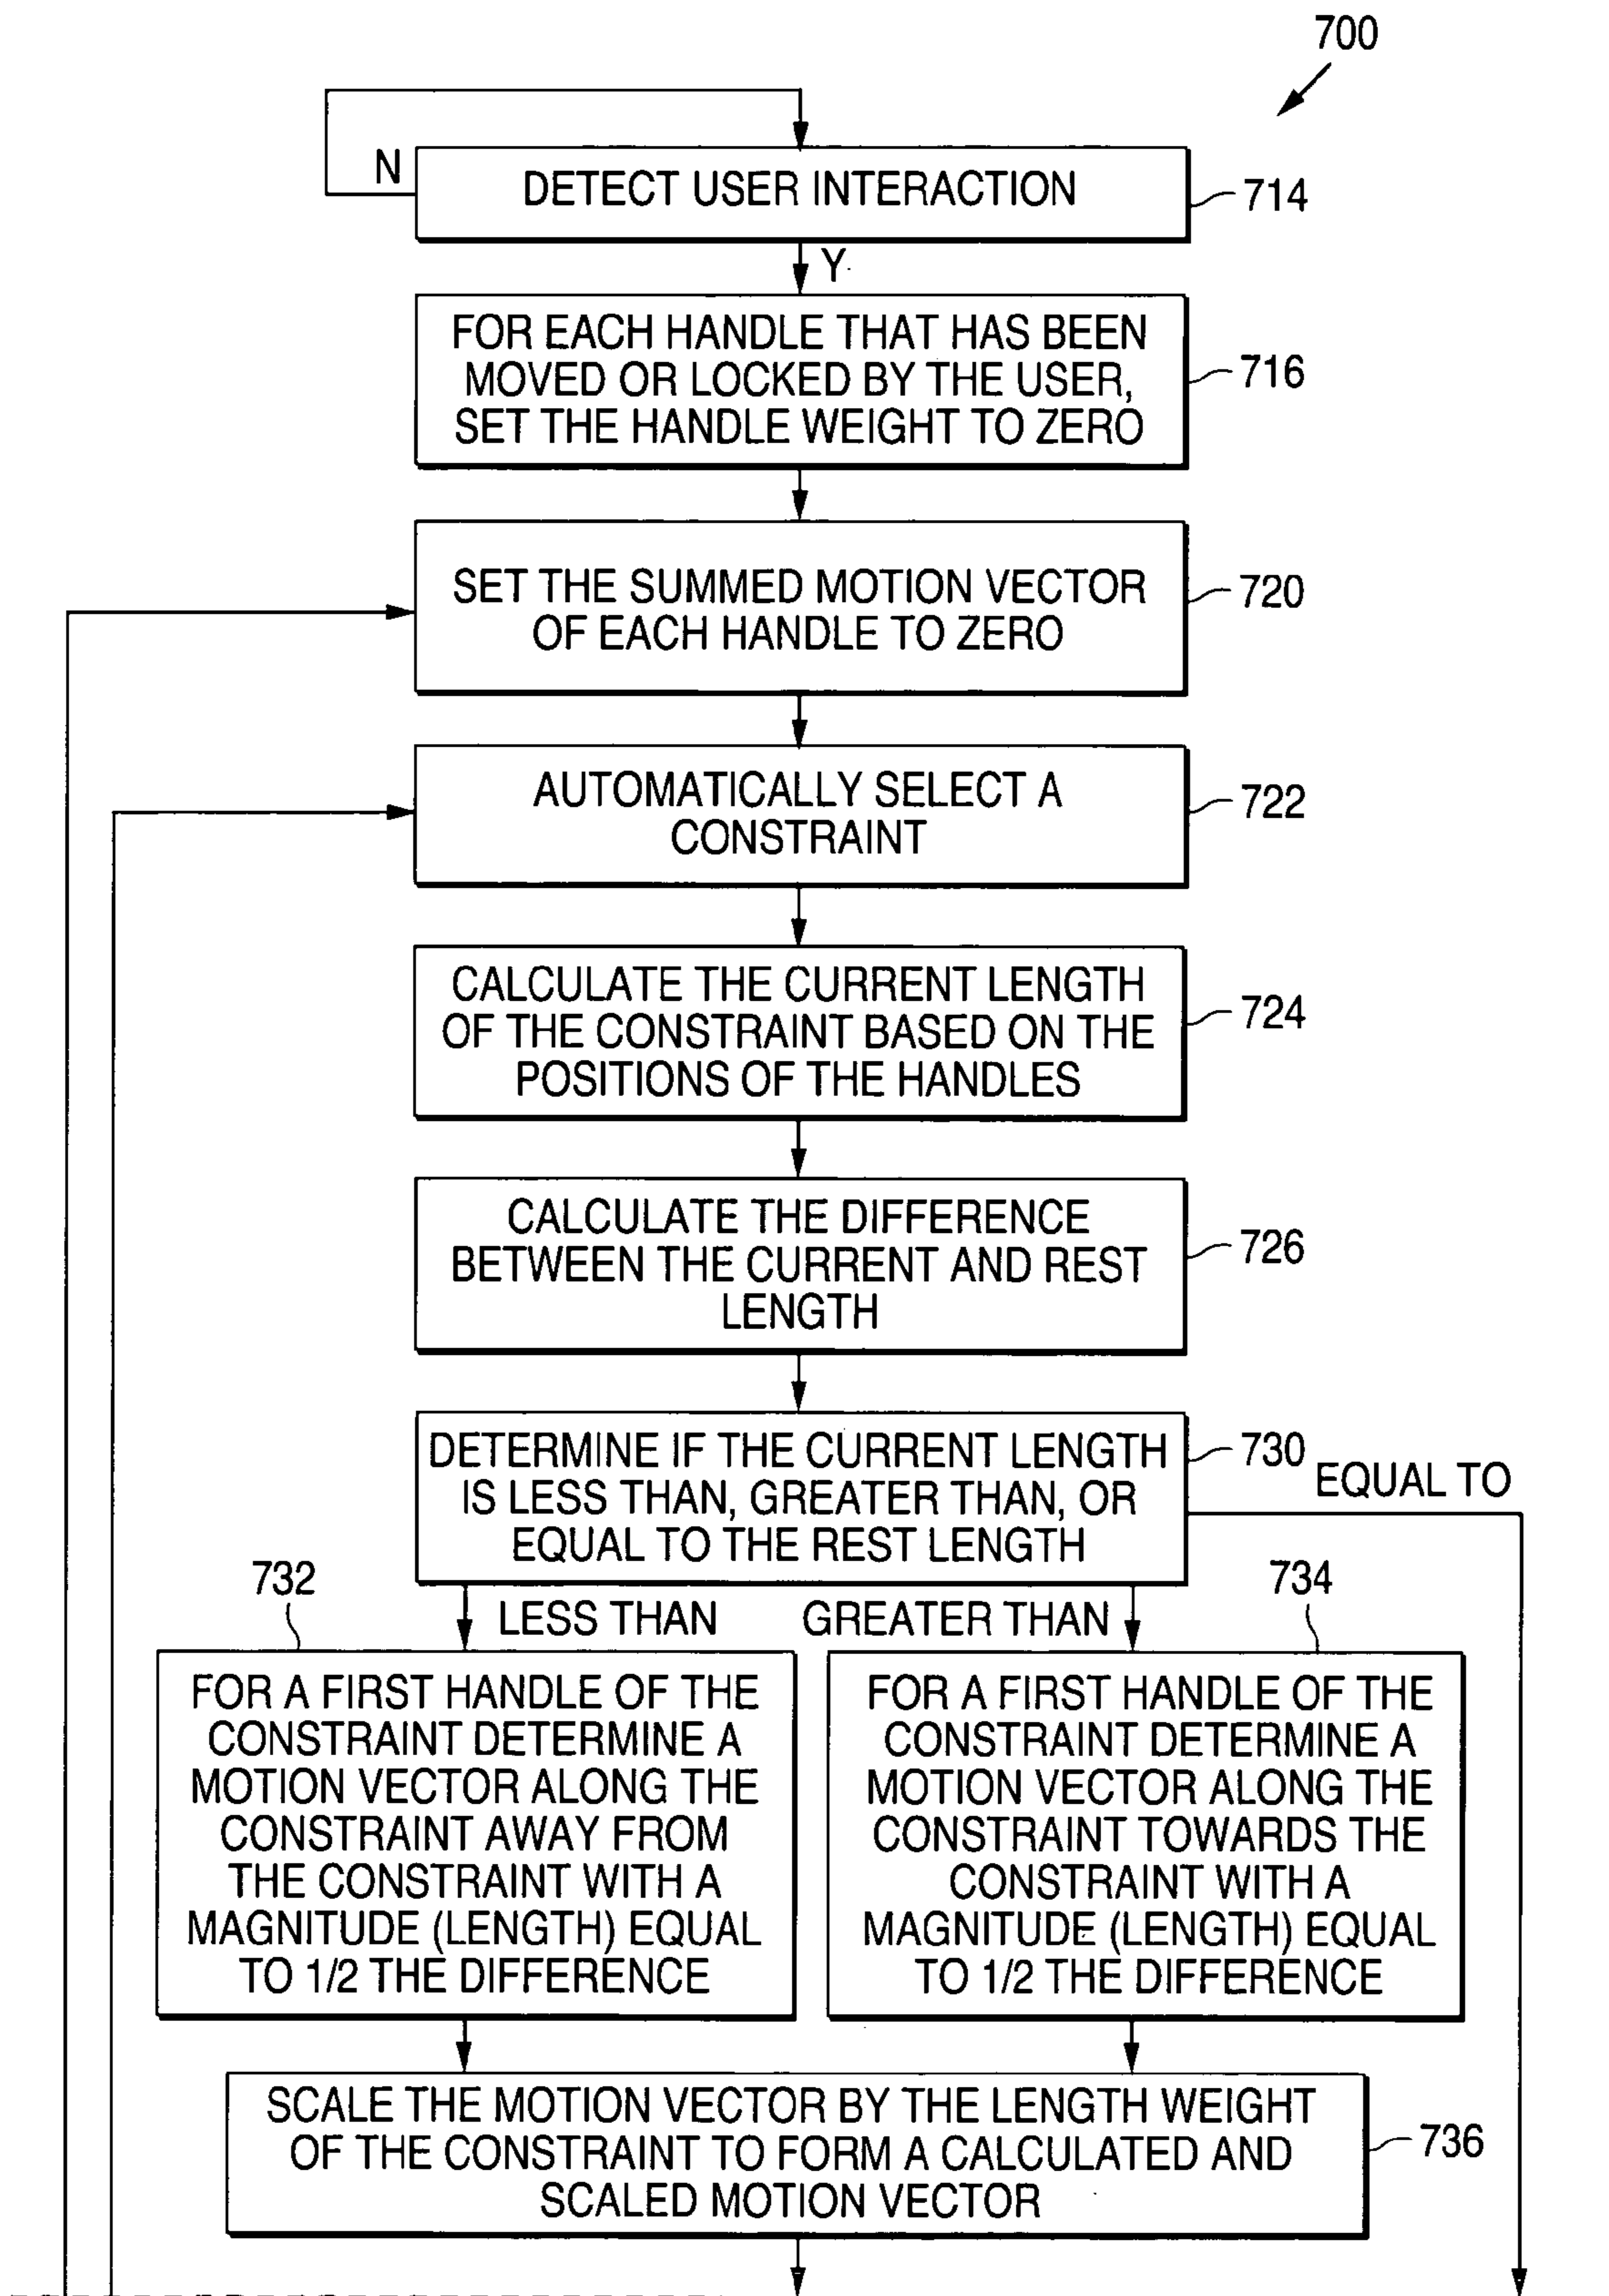 700
N
DETECT USER INTERACTION
714
Y
FOR EACH HANDLE THAT HAS BEEN
MOVED OR LOCKED BY THE USER,
SET THE HANDLE WEIGHT TO ZERO
716
SET THE SUMMED MOTION VECTOR
OF EACH HANDLE TO ZERO
720
AUTOMATICALLY SELECT A
CONSTRAINT
722
CALCULATE THE CURRENT LENGTH
OF THE CONSTRAINT BASED ON THE
POSITIONS OF THE HANDLES
724
CALCULATE THE DIFFERENCE
BETWEEN THE CURRENT AND REST
LENGTH
726
DETERMINE IF THE CURRENT LENGTH
IS LESS THAN, GREATER THAN, OR
EQUAL TO THE REST LENGTH
730
EQUAL TO
732
LESS THAN
GREATER THAN
734
FOR A FIRST HANDLE OF THE
CONSTRAINT DETERMINE A
MOTION VECTOR ALONG THE
CONSTRAINT AWAY FROM
THE CONSTRAINT WITH A
MAGNITUDE (LENGTH) EQUAL
TO 1/2 THE DIFFERENCE
FOR A FIRST HANDLE OF THE
CONSTRAINT DETERMINE A
MOTION VECTOR ALONG THE
CONSTRAINT TOWARDS THE
CONSTRAINT WITH A
MAGNITUDE (LENGTH) EQUAL
TO 1/2 THE DIFFERENCE
SCALE THE MOTION VECTOR BY THE LENGTH WEIGHT
OF THE CONSTRAINT TO FORM A CALCULATED AND
SCALED MOTION VECTOR
736